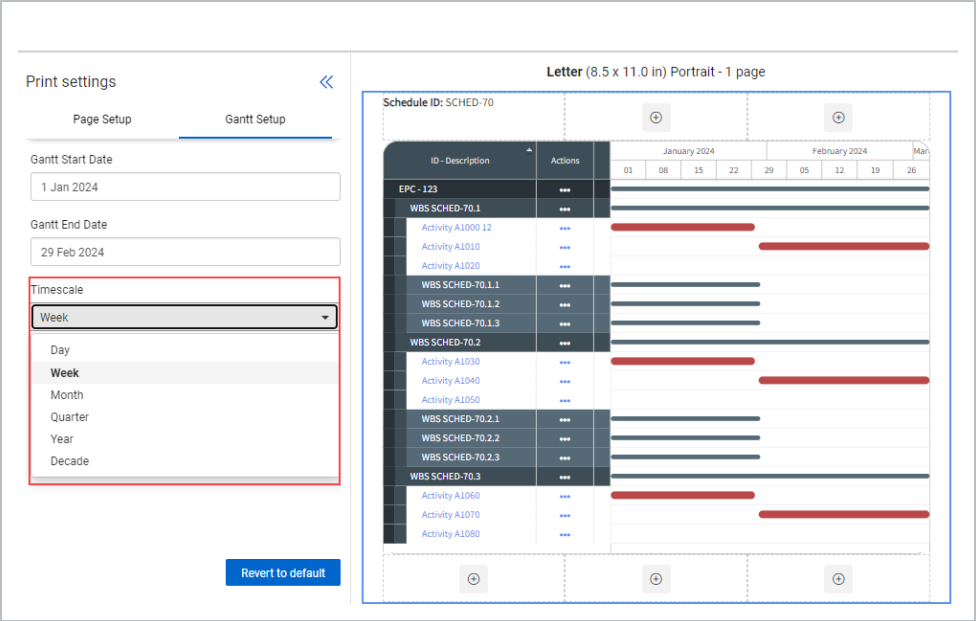 Print settings
Page Setup
Gantt Setup
Gantt Start Date
1 Jan 2024
Gantt End Date
29 Feb 2024
Timescale
Week
Day
Week
Month
Quarter
Year
Decade
Revert to default
Letter (8.5 x 11.0 in) Portrait - 1 page
Schedule ID: SCHED-70
ID - Description Actions
January 2024 February 2024
01 08 15 22 29 05 12 19 26
EPC - 123
WBS SCHED-70.1
Activity A1000 12
Activity A1010
Activity A1020
WBS SCHED-70.1.1
WBS SCHED-70.1.2
WBS SCHED-70.1.3
WBS SCHED-70.2
Activity A1030
Activity A1040
Activity A1050
WBS SCHED-70.2.1
WBS SCHED-70.2.2
WBS SCHED-70.2.3
WBS SCHED-70.3
Activity A1060
Activity A1070
Activity A1080